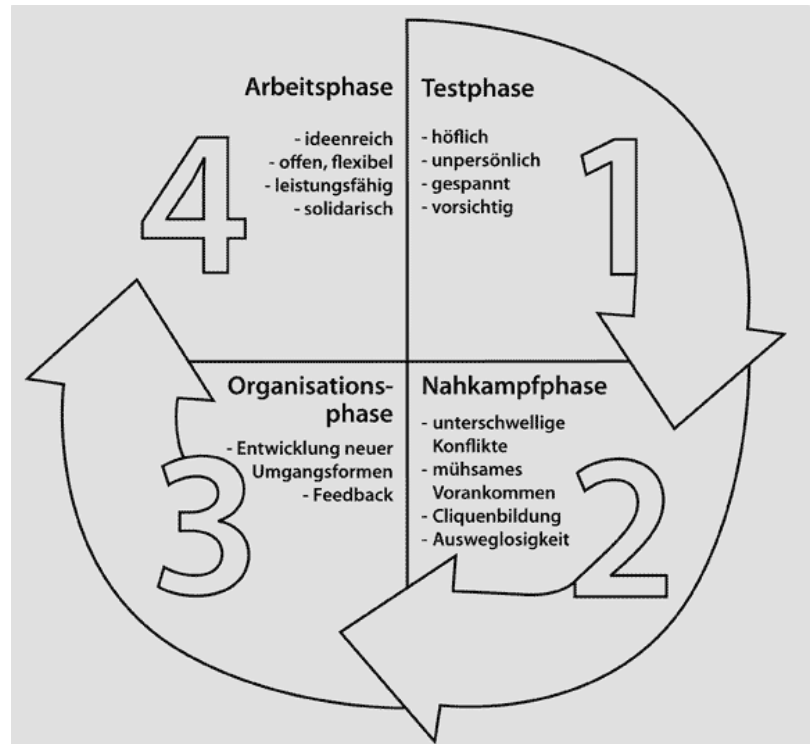 Testphase
- höflich
- unpersönlich
- gespannt
- vorsichtig
1
Nahkampfphase
- unterschwellige
Konflikte
- mühsames
Vorankommen
- Cliquenbildung
- Ausweglosigkeit
2
Organisations-
phase
- Entwicklung neuer
Umgangsformen
- Feedback
3
Arbeitsphase
- ideenreich
- offen, flexibel
- leistungsfähig
- solidarisch
4